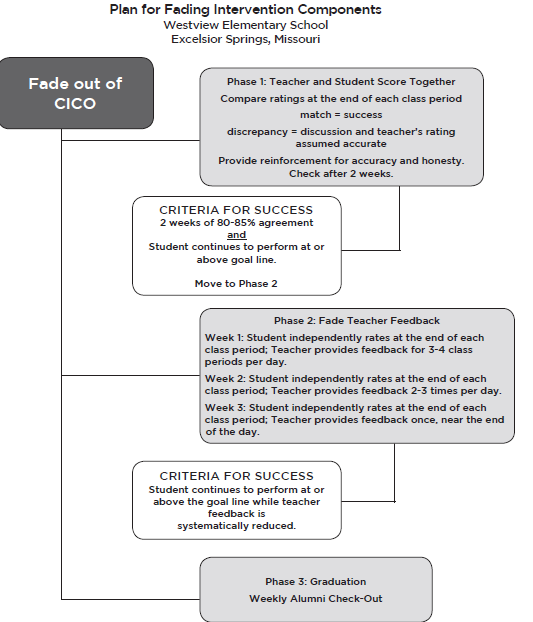 Plan for Fading Intervention Components
Westview Elementary School
Excelsior Springs, Missouri
Fade out of
CICO
Phase 1: Teacher and Student Score Together
Compare ratings at the end of each class period
match = success
discrepancy = discussion and teacher's rating
assumed accurate
Provide reinforcement for accuracy and honesty.
Check after 2 weeks.
CRITERIA FOR SUCCESS
2 weeks of 80-85% agreement
and
Student continues to perform at or
above goal line.
Move to Phase 2
Phase 2: Fade Teacher Feedback
Week 1: Student independently rates at the end of each
class period; Teacher provides feedback for 3-4 class
periods per day.
Week 2: Student independently rates at the end of each
class period; Teacher provides feedback 2-3 times per day.
Week 3: Student independently rates at the end of each
class period; Teacher provides feedback once, near the end
of the day.
CRITERIA FOR SUCCESS
Student continues to perform at or
above the goal line while teacher
feedback is
systematically reduced.
Phase 3: Graduation
Weekly Alumni Check-Out